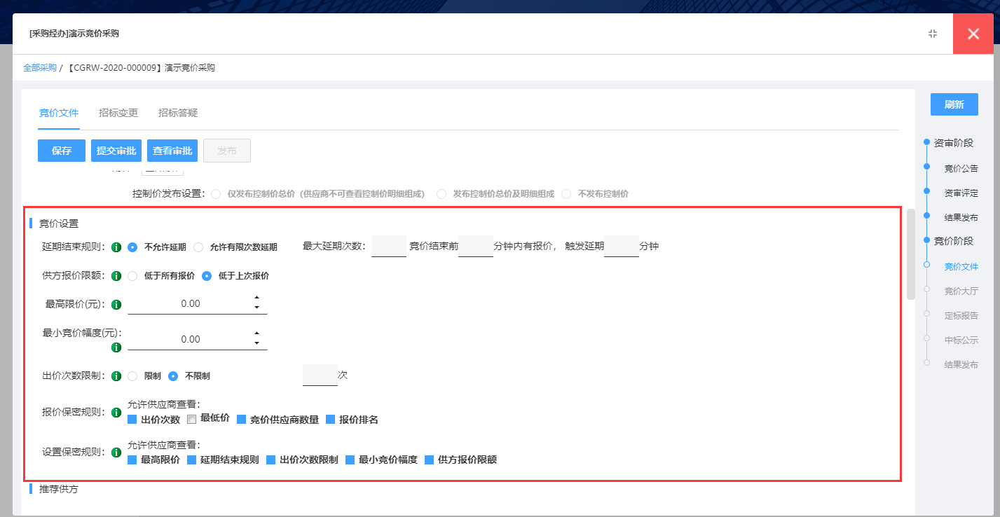 [采购经办]演示竞价采购
全部采购 / 【CGRW-2020-000009】演示竞价采购
竞价文件 招标变更 招标答疑
保存 提交审批 查看审批 发布
控制价发布设置: 仅发布控制价总价 (供应商不可查看控制价明细组成) 发布控制价总价及明细组成 不发布控制价
竞价设置
延期结束规则: 不允许延期 允许有限次数延期 最大延期次数: 竞价结束前 分钟内有报价, 触发延期 分钟
供方报价限额: 低于所有报价 低于上次报价
最高限价(元): 0.00
最小竞价幅度(元): 0.00
出价次数限制: 限制 不限制 次
报价保密规则: 允许供应商查看:
出价次数 最低价 竞价供应商数量 报价排名
设置保密规则: 允许供应商查看:
最高限价 延期结束规则 出价次数限制 最小竞价幅度 供方报价限额
推荐供方
刷新
资审阶段
竞价公告
资审评定
结果发布
竞价阶段
竞价文件
竞价大厅
定标报告
中标公示
结果发布